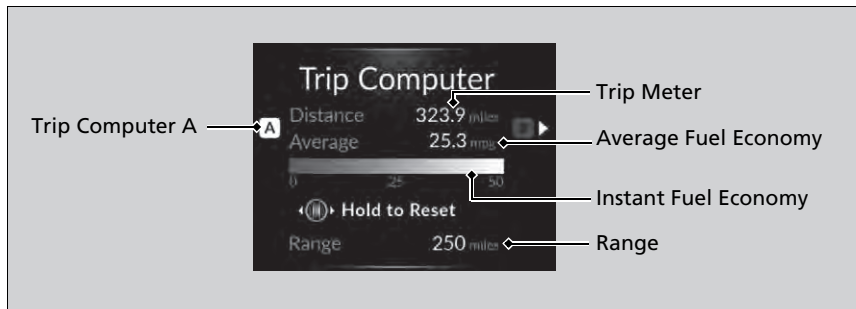 Trip Computer
Trip Meter
Trip Computer A
A
Distance 323.9 miles
Average 25.3 mpg
Average Fuel Economy
0 25 50
Instant Fuel Economy
Hold to Reset
Range 250 miles
Range